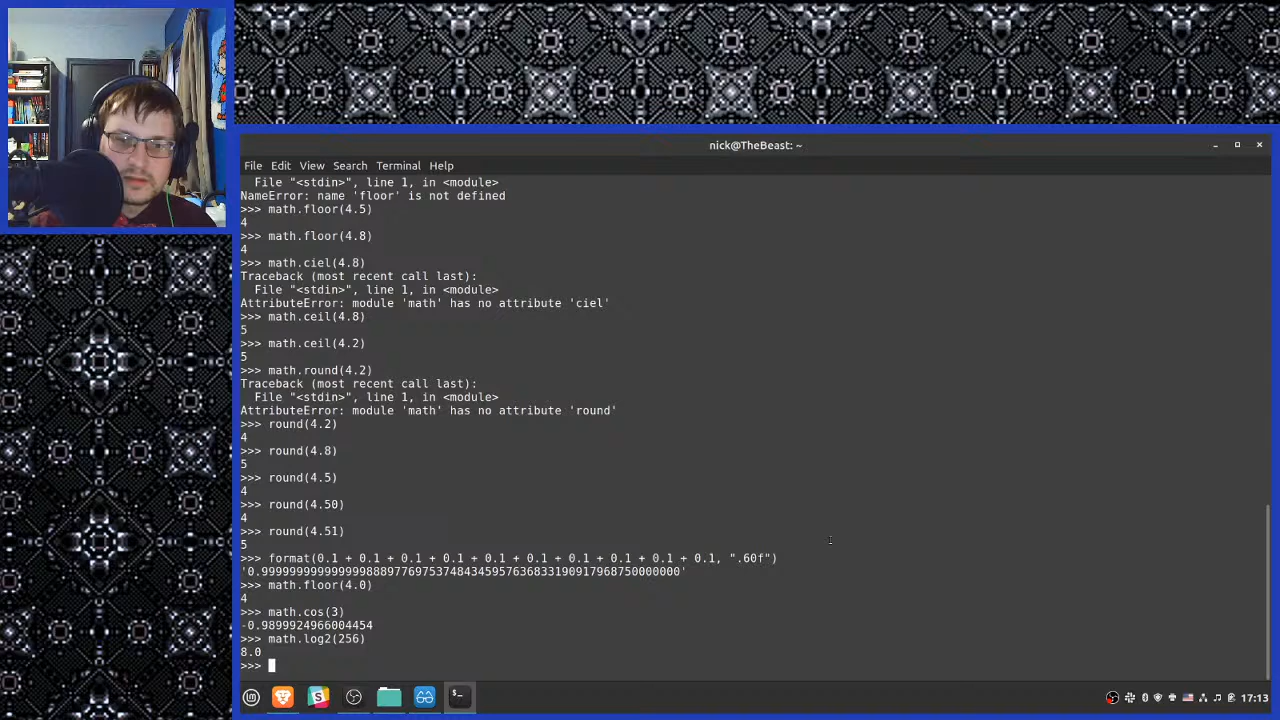 nick@TheBeast: ~
File Edit View Search Terminal Help
File "<stdin>", line 1, in <module>
NameError: name 'floor' is not defined
>>> math.floor(4.5)
4
>>> math.floor(4.8)
4
>>> math.ciel(4.8)
Traceback (most recent call last):
File "<stdin>", line 1, in <module>
AttributeError: module 'math' has no attribute 'ciel'
>>> math.ceil(4.8)
5
>>> math.ceil(4.2)
5
>>> math.round(4.2)
Traceback (most recent call last):
File "<stdin>", line 1, in <module>
AttributeError: module 'math' has no attribute 'round'
>>> round(4.2)
4
>>> round(4.8)
5
>>> round(4.5)
4
>>> round(4.50)
4
>>> round(4.51)
5
>>> format(0.1 + 0.1 + 0.1 + 0.1 + 0.1 + 0.1 + 0.1 + 0.1 + 0.1 + 0.1, ".60f")
'0.999999999999999888977697537484345957636833190917968750000000'
>>> math.floor(4.0)
4
>>> math.cos(3)
-0.9899924966004454
>>> math.log2(256)
8.0
>>>
17:13